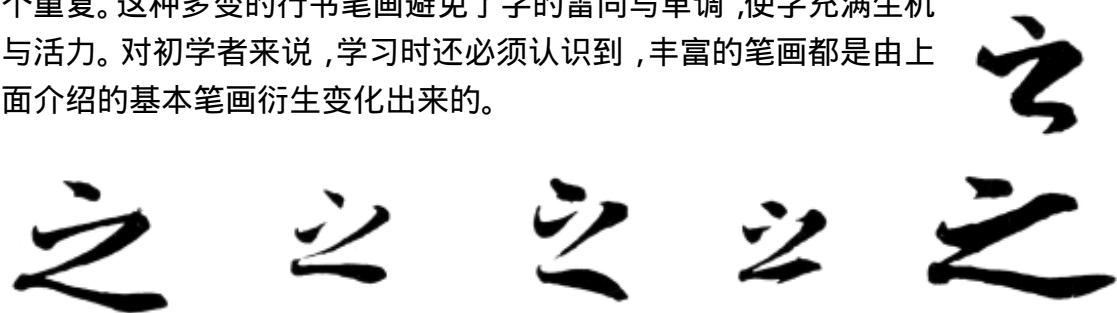 个重复。这种多变的行书笔画避免了字的雷同与单调,使字充满生机
与活力。对初学者来说,学习时还必须认识到,丰富的笔画都是由上
面介绍的基本笔画衍生变化出来的。
之
之 之 之 之 之